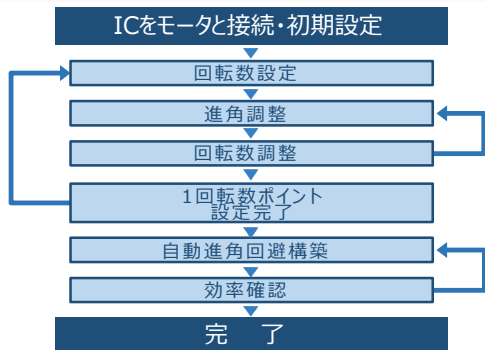 ICをモータと接続・初期設定
回転数設定
進角調整
回転数調整
1回転数ポイント
設定完了
自動進角回避構築
効率確認
完 了